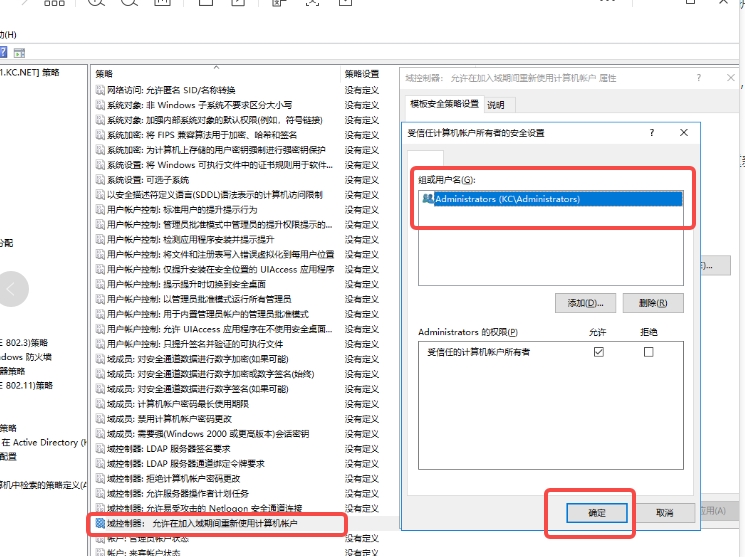 助(H)
1.KC.NET] 策略
分配
E 802.3)策略
dows 防火墙
器策略
E 802.11)策略
策略
在 Active Directory (
配置
机中检索的策略定义(A
策略
策略设置
网络访问: 允许匿名 SID/名称转换
没有定义
系统对象: 非 Windows 子系统不要求区分大小写
没有定义
系统对象: 加强内部系统对象的默认权限(例如，符号链接)
没有定义
系统加密: 将 FIPS 兼容算法用于加密、哈希和签名
没有定义
系统加密: 为计算机上存储的用户密钥强制进行强密钥保护
没有定义
系统设置: 将 Windows 可执行文件中的证书规则用于软件...
没有定义
系统设置: 可选子系统
没有定义
以安全描述符定义语言(SDDL)语法表示的计算机访问限制
没有定义
用户帐户控制: 标准用户的提升提示行为
没有定义
用户帐户控制: 管理员批准模式中管理员的提升权限提示的...
没有定义
用户帐户控制: 检测应用程序安装并提示提升
没有定义
用户帐户控制: 将文件和注册表写入错误虚拟化到每用户位置
没有定义
用户帐户控制: 仅提升安装在安全位置的 UIAccess 应用程序
没有定义
用户帐户控制: 提示提升时切换到安全桌面
没有定义
用户帐户控制: 以管理员批准模式运行所有管理员
没有定义
用户帐户控制: 用于内置管理员帐户的管理员批准模式
没有定义
用户帐户控制: 允许 UIAccess 应用程序在不使用安全桌面...
没有定义
用户帐户控制: 只提升签名并验证的可执行文件
没有定义
域成员: 对安全通道数据进行数字加密(如果可能)
没有定义
域成员: 对安全通道数据进行数字加密或数字签名(始终)
没有定义
域成员: 对安全通道数据进行数字签名(如果可能)
没有定义
域成员: 计算机帐户密码最长使用期限
没有定义
域成员: 禁用计算机帐户密码更改
没有定义
域成员: 需要强(Windows 2000 或更高版本)会话密钥
没有定义
域控制器: LDAP 服务器签名要求
没有定义
域控制器: LDAP 服务器通道绑定令牌要求
没有定义
域控制器: 拒绝计算机帐户密码更改
没有定义
域控制器: 允许服务器操作者计划任务
没有定义
域控制器: 允许易受攻击的 Netlogon 安全通道连接
没有定义
域控制器: 允许在加入域期间重新使用计算机帐户
没有定义
帐户: 管理员帐户状态
没有定义
帐户: 来宾帐户状态
没有定义
域控制器: 允许在加入域期间重新使用计算机帐户 属性
模板安全策略设置
说明
受信任计算机帐户所有者的安全设置
组或用户名(G):
Administrators (KC\Administrators)
添加(D)...
删除(R)
Administrators 的权限(P)
允许
拒绝
受信任的计算机帐户所有者
确定
取消
应用(A)